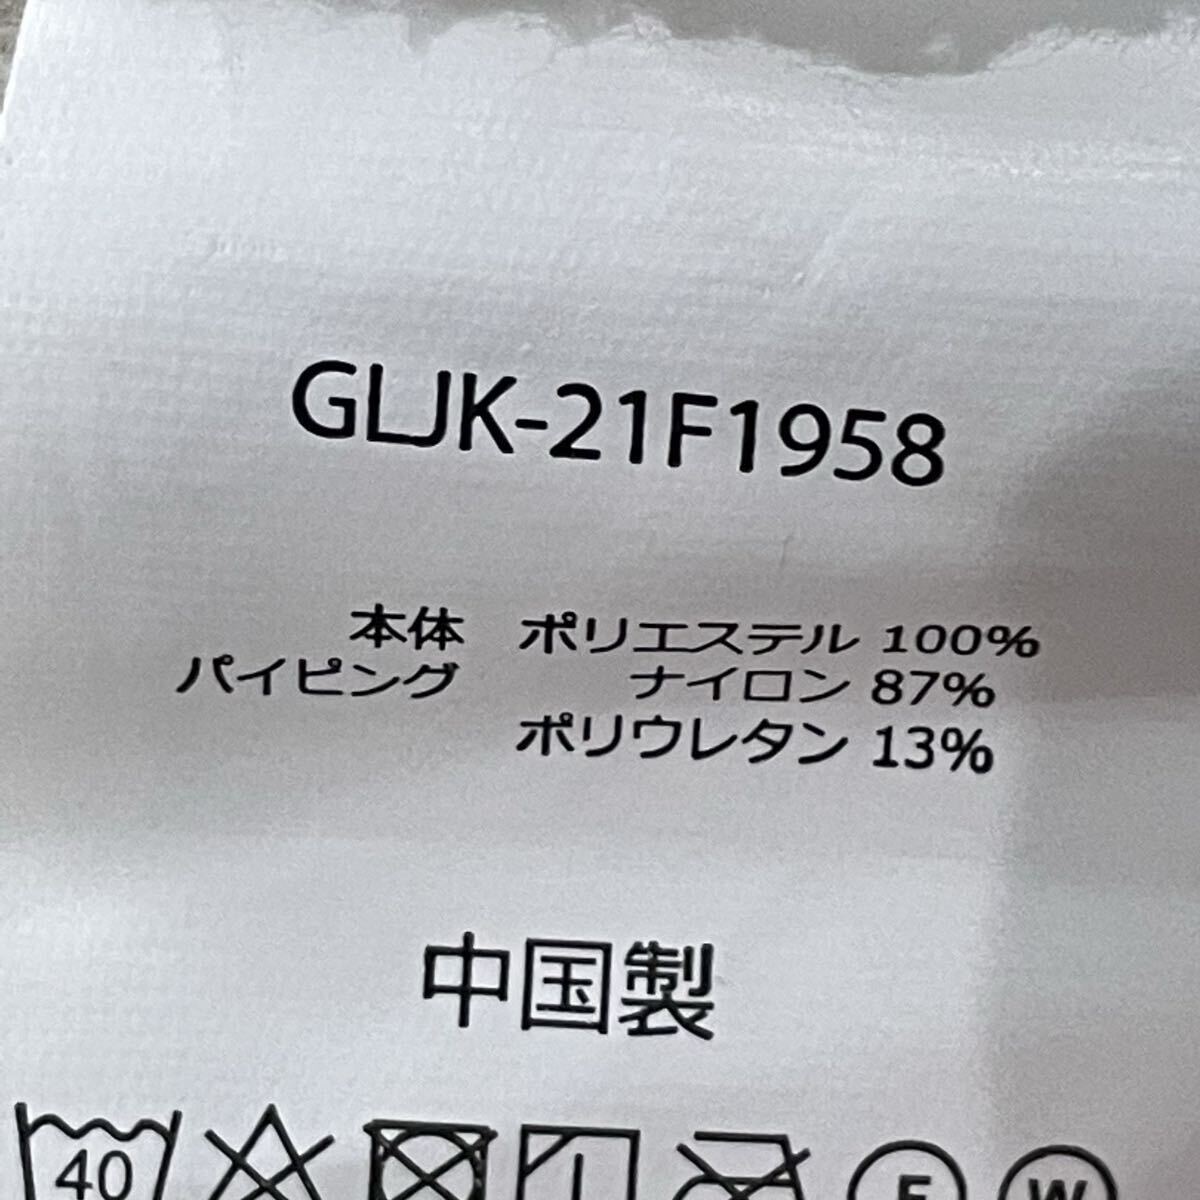 GLJK-21F1958
本体 ポリエステル 100%
パイピング ナイロン 87%
ポリウレタン 13%
中国製
40 F W